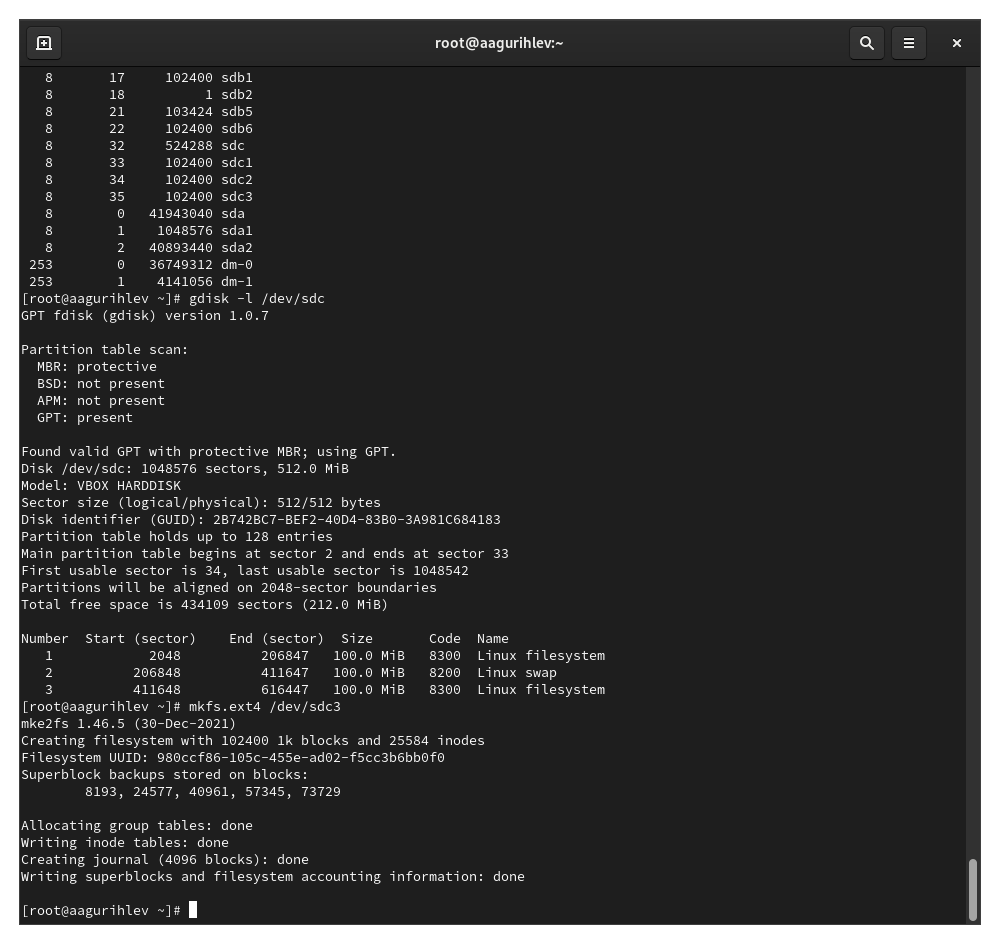 root@aagurihlev:~
   8       17     102400 sdb1
   8       18          1 sdb2
   8       21     103424 sdb5
   8       22     102400 sdb6
   8       32     524288 sdc
   8       33     102400 sdc1
   8       34     102400 sdc2
   8       35     102400 sdc3
   8        0   41943040 sda
   8        1    1048576 sda1
   8        2   40893440 sda2
 253        0   36749312 dm-0
 253        1    4141056 dm-1
[root@aagurihlev ~]# gdisk -l /dev/sdc
GPT fdisk (gdisk) version 1.0.7

Partition table scan:
  MBR: protective
  BSD: not present
  APM: not present
  GPT: present

Found valid GPT with protective MBR; using GPT.
Disk /dev/sdc: 1048576 sectors, 512.0 MiB
Model: VBOX HARDDISK
Sector size (logical/physical): 512/512 bytes
Disk identifier (GUID): 2B742BC7-BEF2-40D4-83B0-3A981C684183
Partition table holds up to 128 entries
Main partition table begins at sector 2 and ends at sector 33
First usable sector is 34, last usable sector is 1048542
Partitions will be aligned on 2048-sector boundaries
Total free space is 434109 sectors (212.0 MiB)

Number  Start (sector)    End (sector)  Size       Code  Name
   1            2048          206847   100.0 MiB   8300  Linux filesystem
   2          206848          411647   100.0 MiB   8200  Linux swap
   3          411648          616447   100.0 MiB   8300  Linux filesystem
[root@aagurihlev ~]# mkfs.ext4 /dev/sdc3
mke2fs 1.46.5 (30-Dec-2021)
Creating filesystem with 102400 1k blocks and 25584 inodes
Filesystem UUID: 980ccf86-105c-455e-ad02-f5cc3b6bb0f0
Superblock backups stored on blocks:
        8193, 24577, 40961, 57345, 73729

Allocating group tables: done
Writing inode tables: done
Creating journal (4096 blocks): done
Writing superblocks and filesystem accounting information: done

[root@aagurihlev ~]#